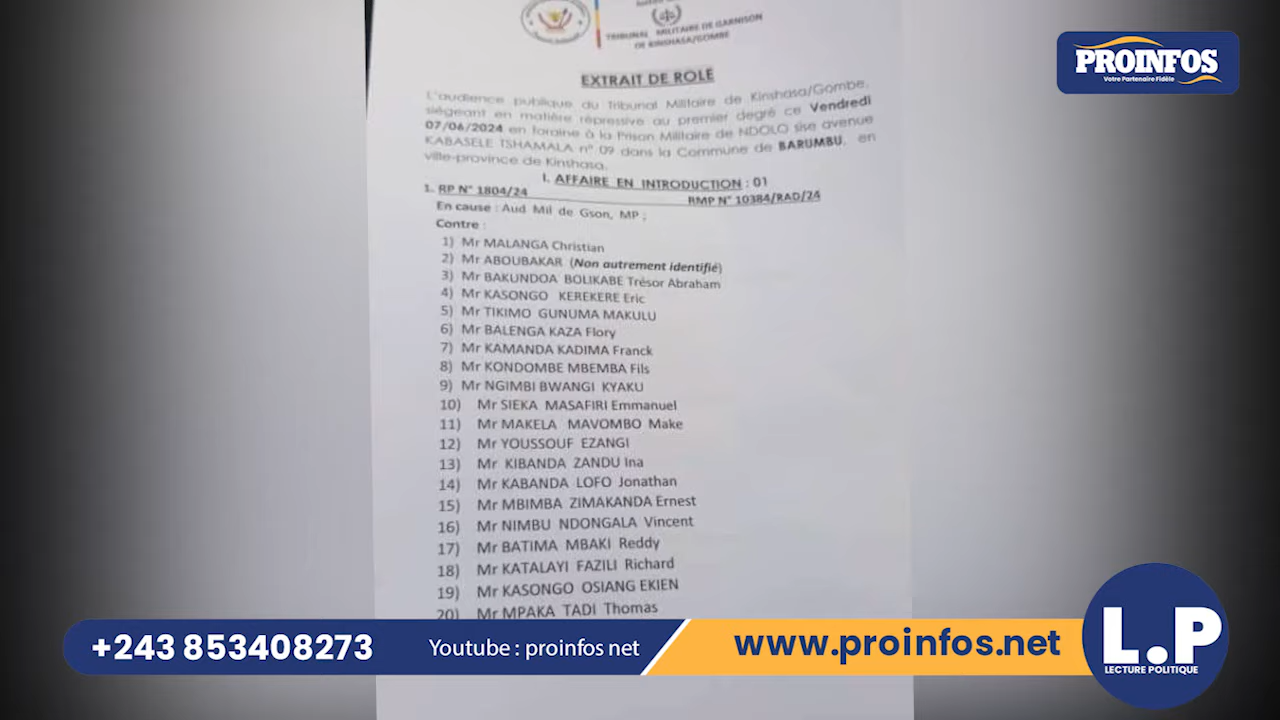 TRIBUNAL MILITAIRE DE GARNISON
DE KINSHASA/GOMBE
EXTRAIT DE ROLE
L'audience publique du Tribunal Militaire de Kinshasa/Gombe,
siégeant en matière répressive au premier degré ce Vendredi
07/06/2024 en foraine à la Prison Militaire de NDOLO sise avenue
KABASELE TSHAMALA n° 09 dans la Commune de BARUMBU, en
ville-province de Kinshasa.
I. AFFAIRE EN INTRODUCTION : 01
1. RP N° 1804/24 RMP N° 10384/RAD/24
En cause : Aud Mil de Gson, MP ;
Contre :
1) Mr MALANGA Christian
2) Mr ABOUBAKAR (Non autrement identifié)
3) Mr BAKUNDOA BOLIKABE Trésor Abraham
4) Mr KASONGO KEREKERE Eric
5) Mr TIKIMO GUNUMA MAKULU
6) Mr BALENGA KAZA Flory
7) Mr KAMANDA KADIMA Franck
8) Mr KONDOMBE MBEMBA Fils
9) Mr NGIMBI BWANGI KYAKU
10) Mr SIEKA MASAFIRI Emmanuel
11) Mr MAKELA MAVOMBO Make
12) Mr YOUSSOUF EZANGI
13) Mr KIBANDA ZANDU Ina
14) Mr KABANDA LOFO Jonathan
15) Mr MBIMBA ZIMAKANDA Ernest
16) Mr NIMBU NDONGALA Vincent
17) Mr BATIMA MBAKI Reddy
18) Mr KATALAYI FAZILI Richard
19) Mr KASONGO OSIANG EKIEN
20) Mr MPAKA TADI Thomas
PROINFOS
Votre Partenaire Fidèle
+243 853408273
Youtube : proinfos net
www.proinfos.net
L.P
LECTURE POLITIQUE